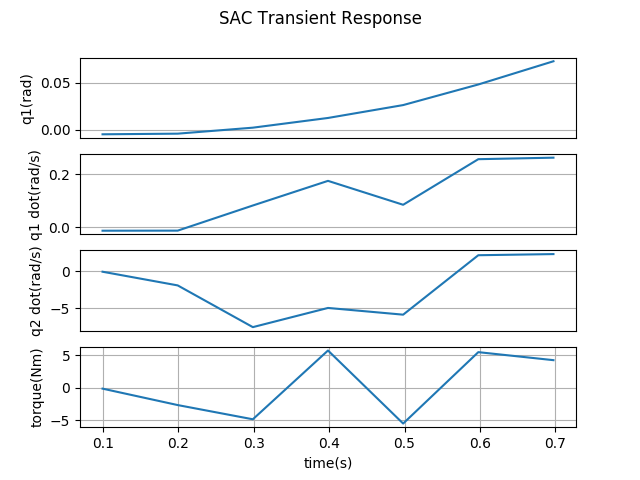 SAC Transient Response
q1(rad)
0.05
0.00
q1 dot(rad/s)
0.2
0.0
q2 dot(rad/s)
0
−5
torque(Nm)
5
0
−5
0.1 0.2 0.3 0.4 0.5 0.6 0.7
time(s)